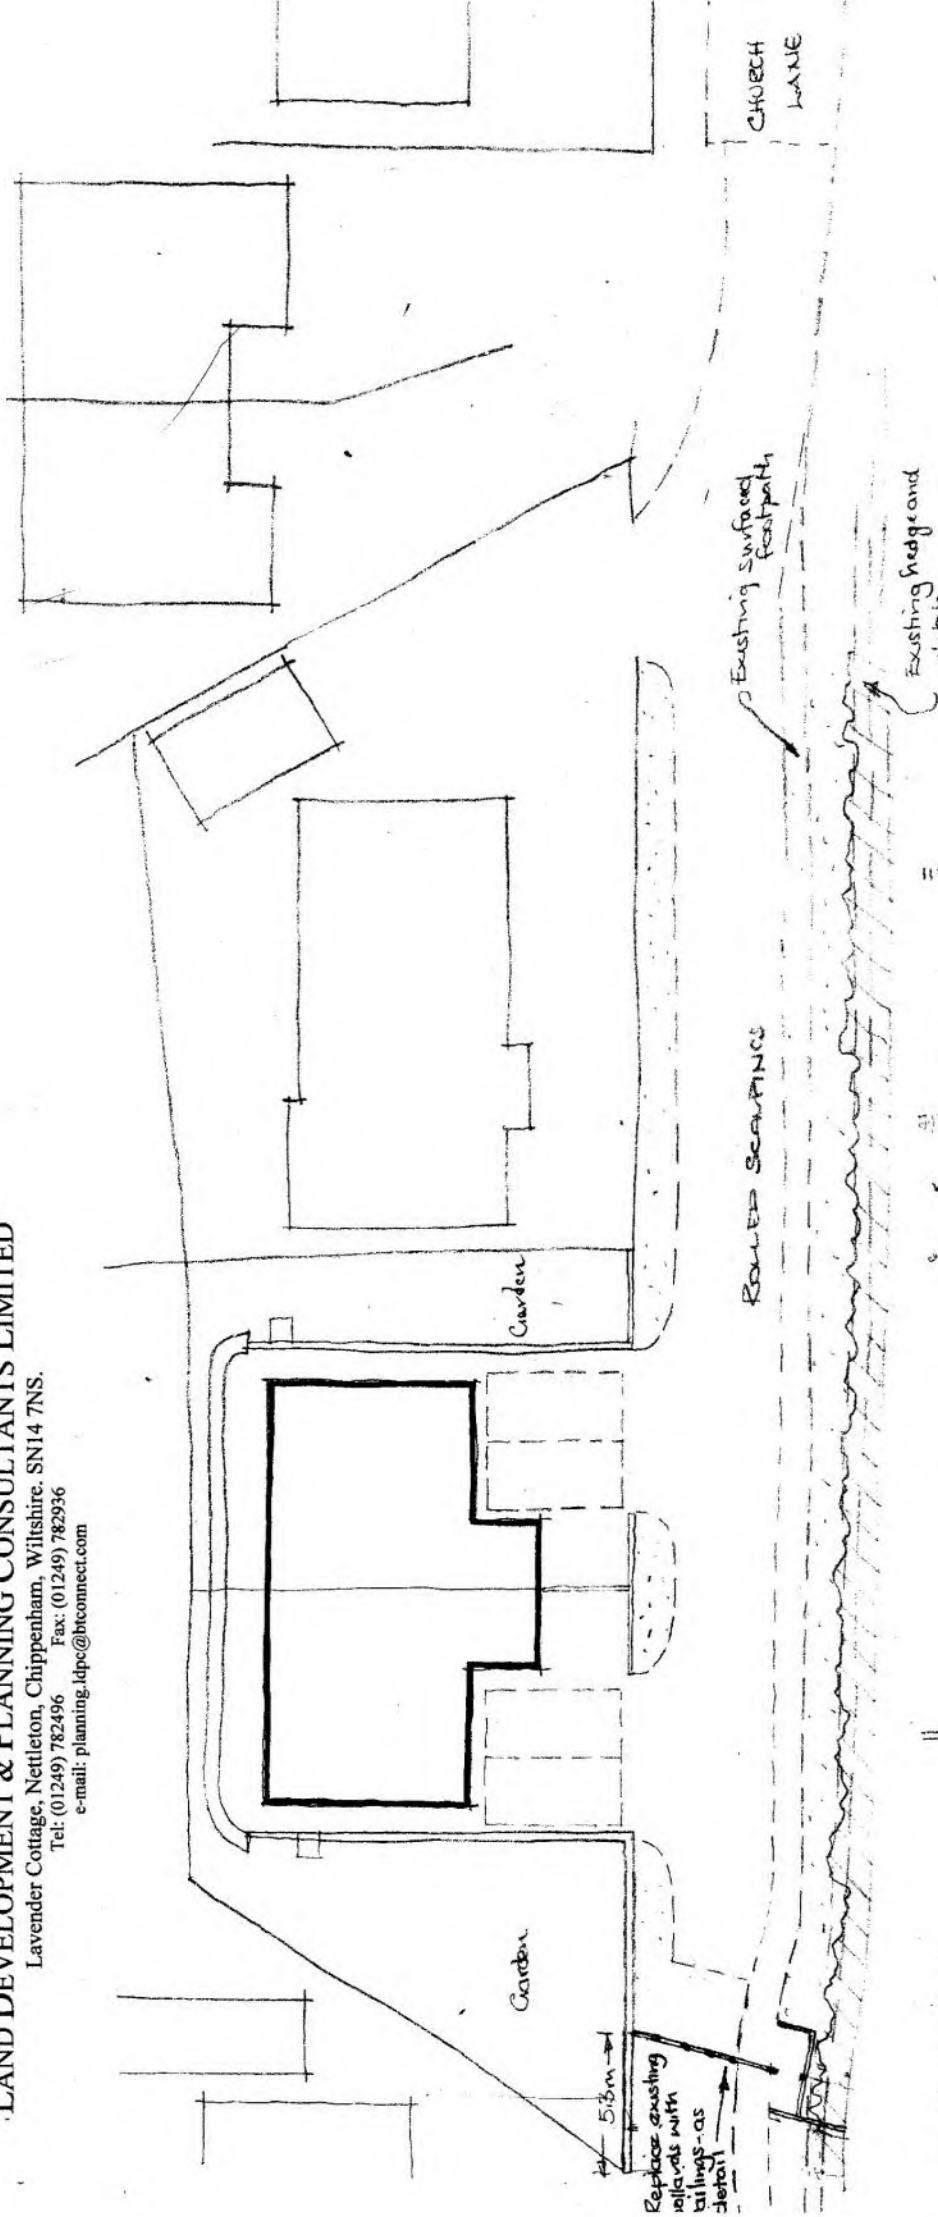 LAND DEVELOPMENT & PLANNING CONSULTANTS LIMITED
Lavender Cottage, Nettleton, Chippenham, Wiltshire. SN14 7NS.
Tel: (01249) 782496 Fax: (01249) 782936
e-mail: planning.ldpc@btconnect.com
CHURCH
LANE
Existing surfaced
footpath
Existing hedge and
ROLLED SCALPINGS
Garden
Garden
5.3m
Replace existing
bollards with
railings - as
detail